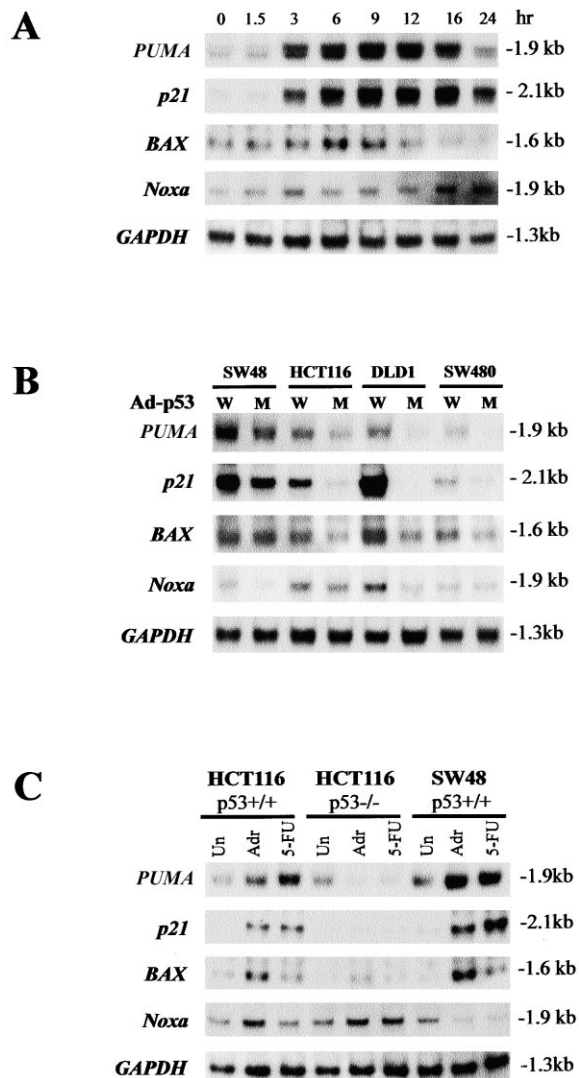 A
0 1.5 3 6 9 12 16 24 hr
PUMA -1.9 kb
p21 - 2.1kb
BAX -1.6 kb
Noxa -1.9 kb
GAPDH -1.3kb
B
SW48 HCT116 DLD1 SW480
Ad-p53 W M W M W M W M
PUMA -1.9 kb
p21 - 2.1 kb
BAX -1.6 kb
Noxa -1.9 kb
GAPDH -1.3kb
C
HCT116 HCT116 SW48
p53+/+ p53-/- p53+/+
Un Adr 5-FU Un Adr 5-FU Un Adr 5-FU
PUMA -1.9kb
p21 -2.1kb
BAX -1.6 kb
Noxa -1.9 kb
GAPDH -1.3kb